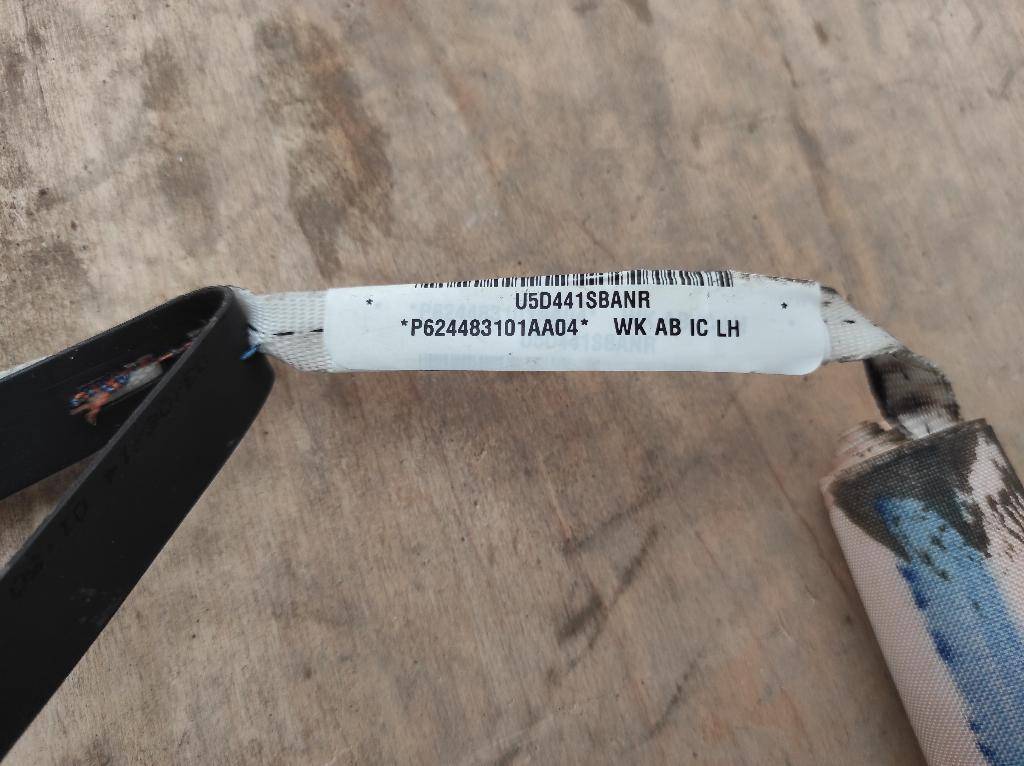 * U5D441SBANR *
*P624483101AA04* WK AB IC LH